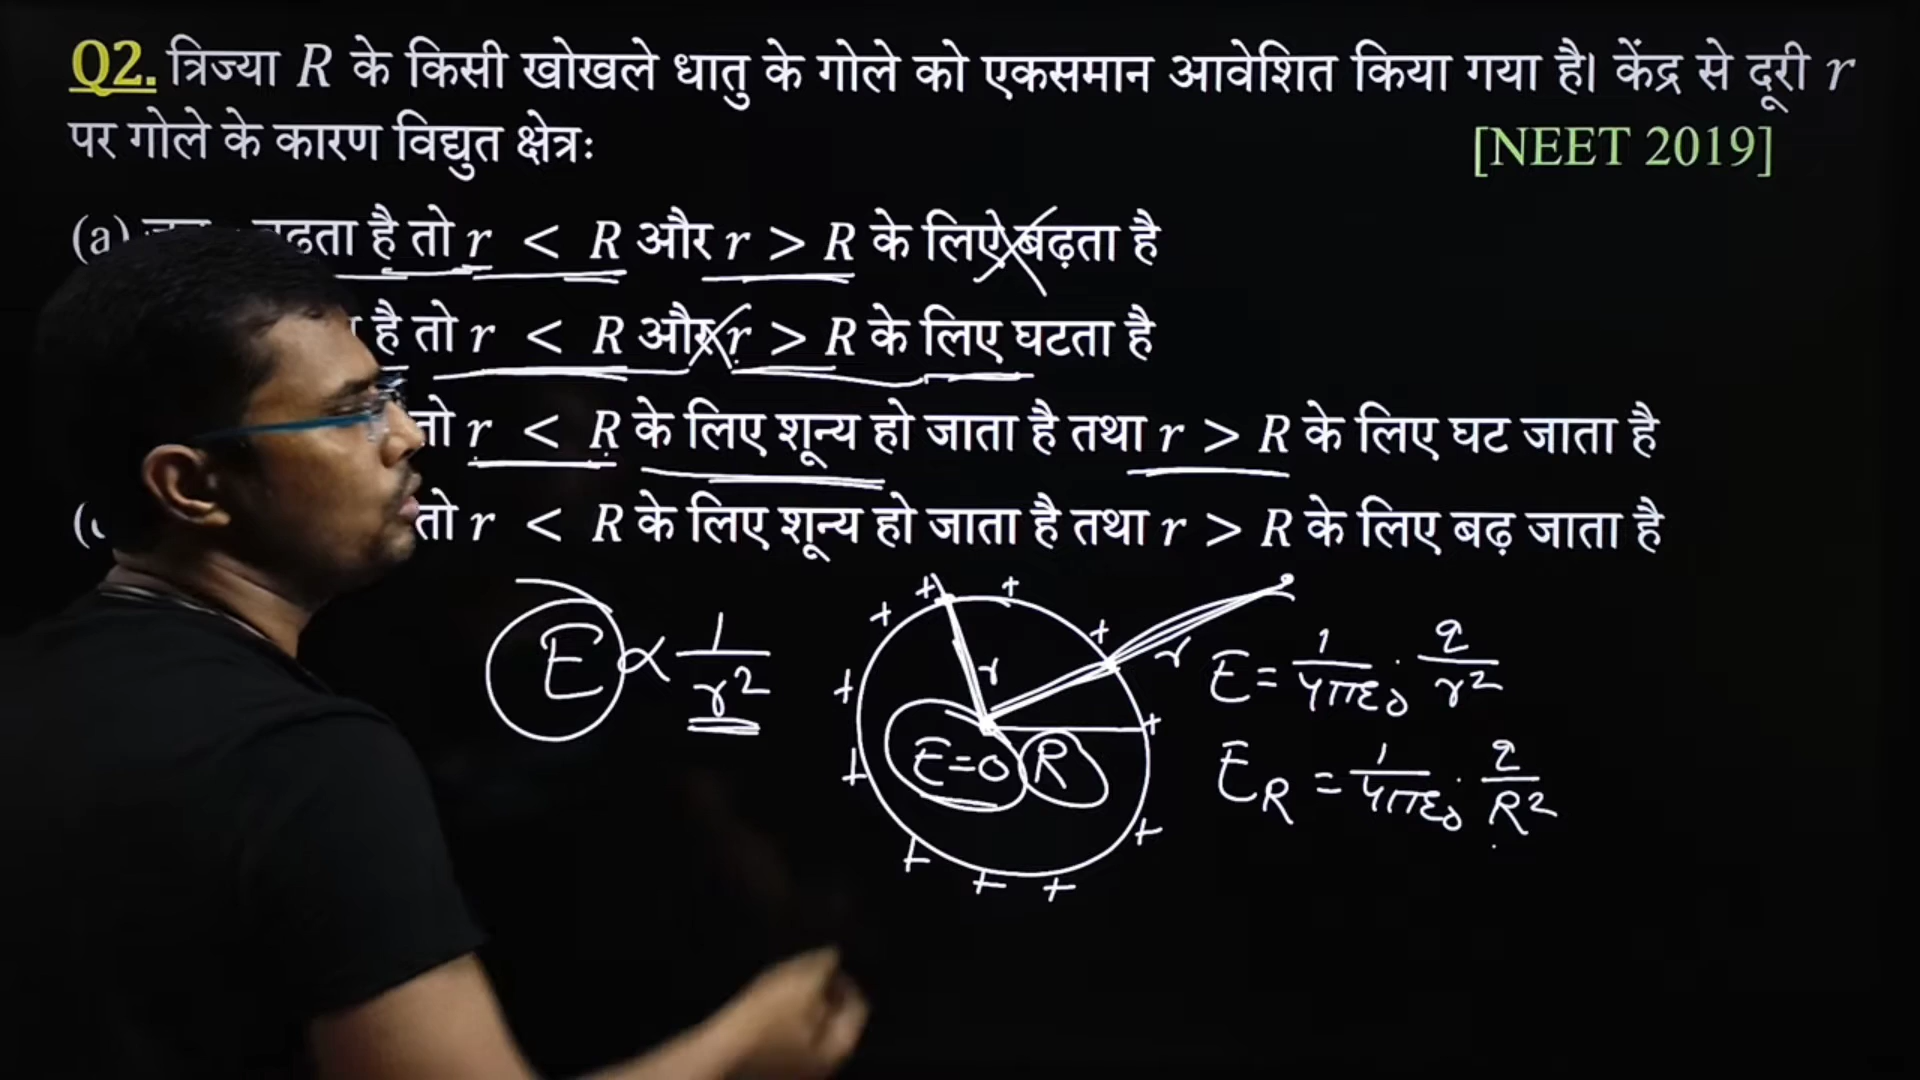 Q2. त्रिज्या R के किसी खोखले धातु के गोले को एकसमान आवेशित किया गया है। केंद्र से दूरी r
पर गोले के कारण विद्युत क्षेत्रः [NEET 2019]
(a) है तो r < R और r > R के लिए बढ़ता है
है तो r < R और r > R के लिए घटता है
तो r < R के लिए शून्य हो जाता है तथा r > R के लिए घट जाता है
तो r < R के लिए शून्य हो जाता है तथा r > R के लिए बढ़ जाता है
E ∝ 1/r²
+ + + + + + + + + + +
r r
E=0 R
E = 1/4πε₀ · q/r²
E_R = 1/4πε₀ · q/R²